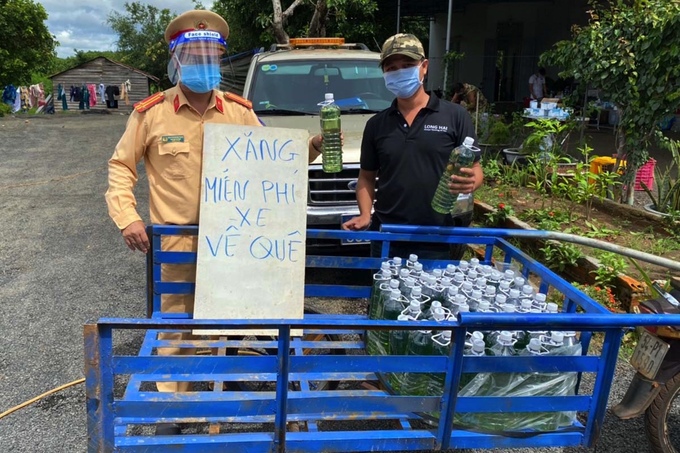 Face shield
XĂNG
MIỄN PHÍ
XE
VỀ QUÊ
LONG HẢI